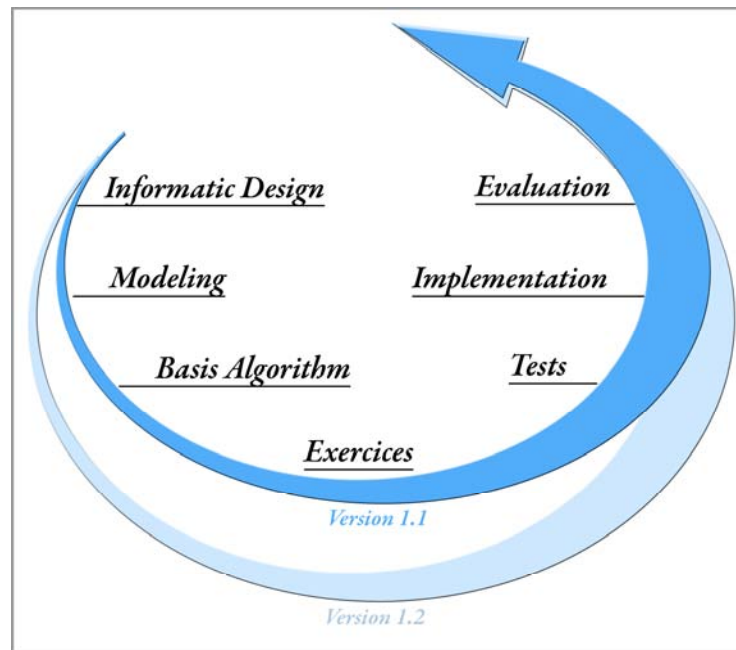 Informatic Design
Evaluation
Modeling
Implementation
Basis Algorithm
Tests
Exercices
Version 1.1
Version 1.2